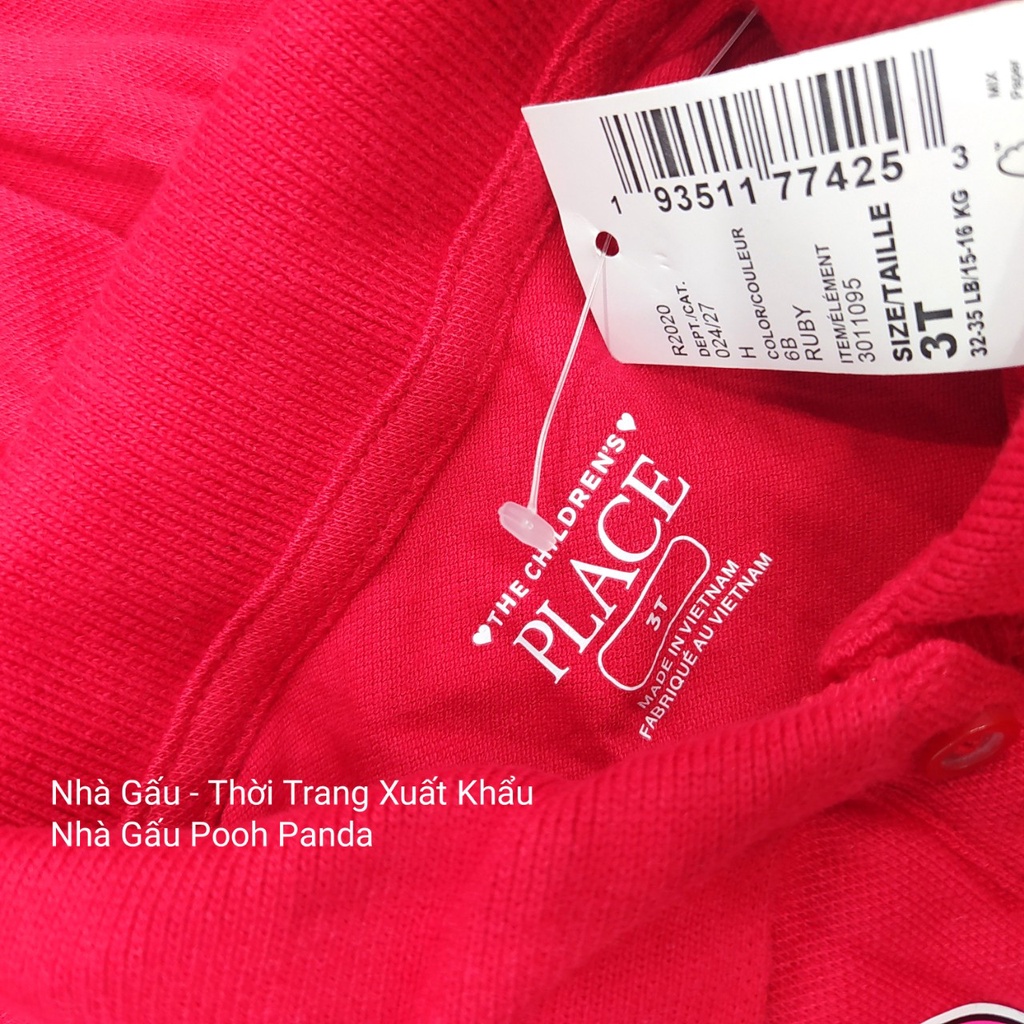 1 93511 77425 3
R2020
DEPT./CAT.
024/27
H
COLOR/COULEUR
6B
RUBY
ITEM/ÉLÉMENT
3011095
SIZE/TAILLE
3T
32-35 LB/15-16 KG
MIX
Paper
THE CHILDREN'S
PLACE
3T
MADE IN VIETNAM
FABRIQUÉ AU VIETNAM
Nhà Gấu - Thời Trang Xuất Khẩu
Nhà Gấu Pooh Panda